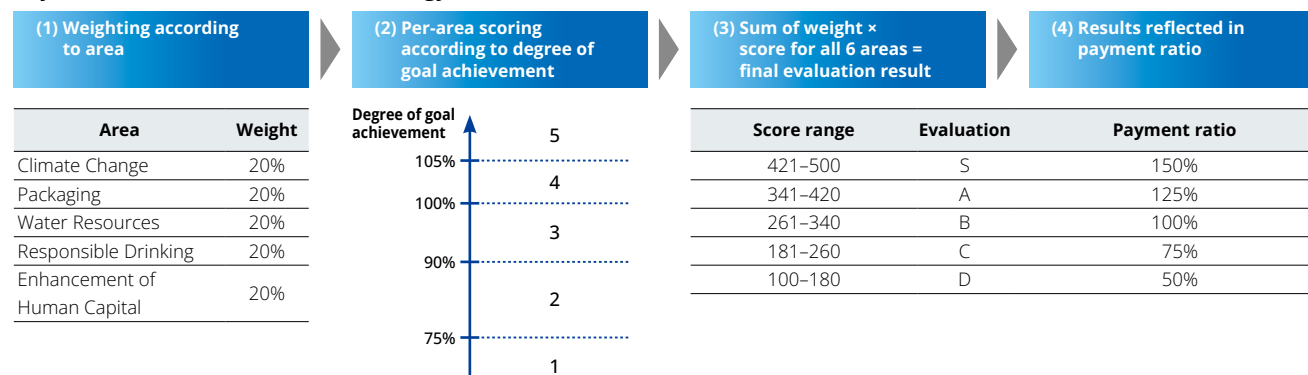 (1) Weighting according
to area
(2) Per-area scoring
according to degree of
goal achievement
(3) Sum of weight ×
score for all 6 areas =
final evaluation result
(4) Results reflected in
payment ratio
Area Weight
Climate Change 20%
Packaging 20%
Water Resources 20%
Responsible Drinking 20%
Enhancement of
Human Capital 20%
Degree of goal
achievement
5
105%
4
100%
3
90%
2
75%
1
Score range Evaluation Payment ratio
421–500 S 150%
341–420 A 125%
261–340 B 100%
181–260 C 75%
100–180 D 50%